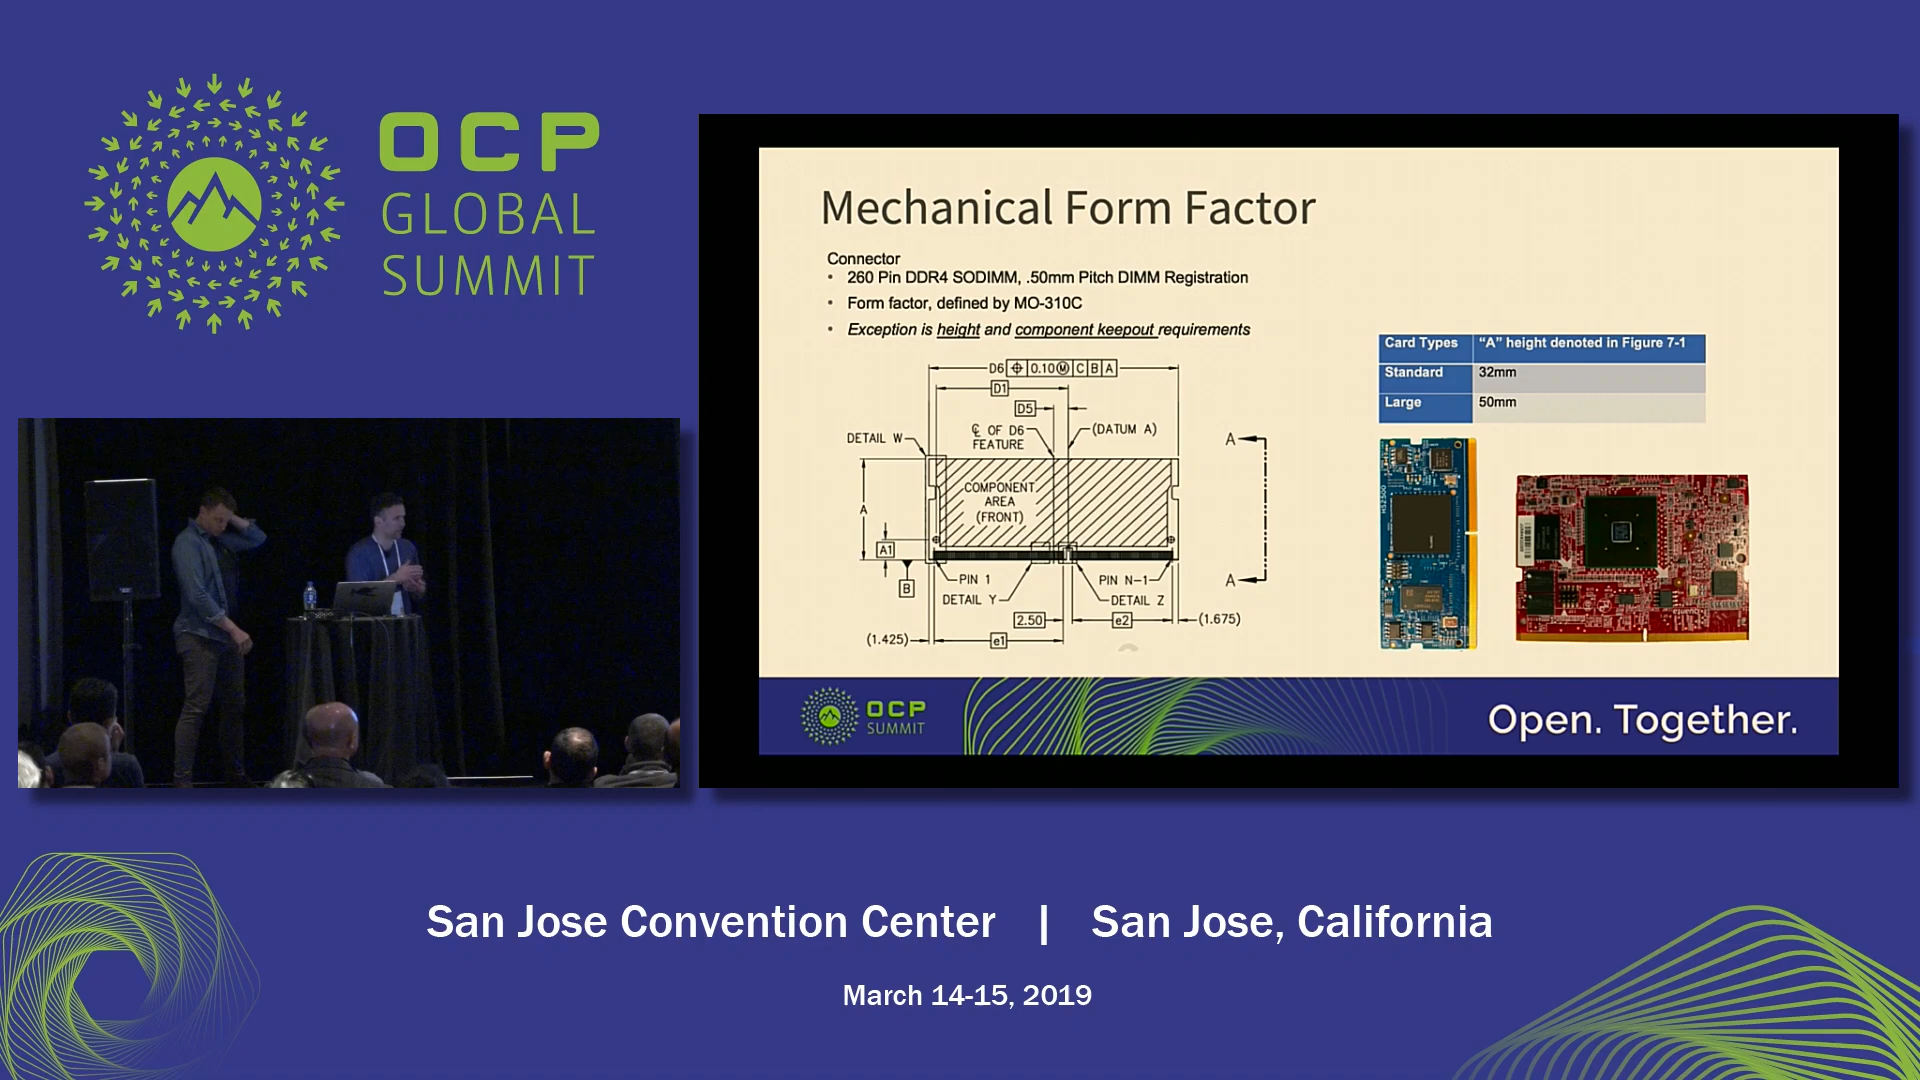 OCP
GLOBAL
SUMMIT
Mechanical Form Factor
Connector
• 260 Pin DDR4 SODIMM, .50mm Pitch DIMM Registration
• Form factor, defined by MO-310C
• Exception is height and component keepout requirements
D6 ⌖ 0.10Ⓜ C B A
D1
D5
DETAIL W
℄ OF D6
FEATURE
(DATUM A)
A
COMPONENT
AREA
(FRONT)
A
A1
B
PIN 1
PIN N-1
A
DETAIL Y
DETAIL Z
2.50
e2
(1.675)
(1.425)
e1
Card Types "A" height denoted in Figure 7-1
Standard 32mm
Large 50mm
OCP
SUMMIT
Open. Together.
San Jose Convention Center | San Jose, California
March 14-15, 2019